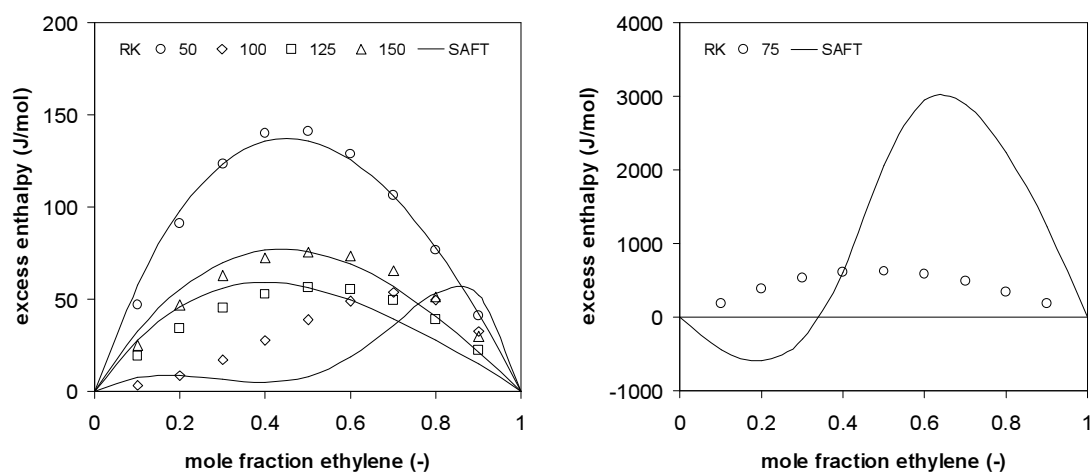 200
150
100
50
0
excess enthalpy (J/mol)
RK 50 100 125 150 SAFT
0 0.2 0.4 0.6 0.8 1
mole fraction ethylene (-)
4000
3000
2000
1000
0
-1000
excess enthalpy (J/mol)
RK 75 SAFT
0 0.2 0.4 0.6 0.8 1
mole fraction ethylene (-)